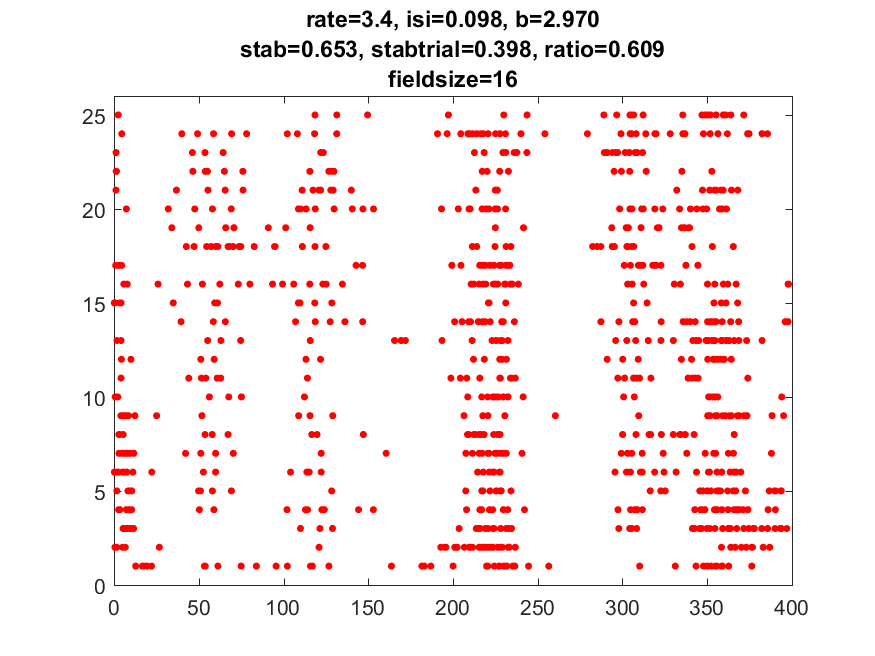 rate=3.4, isi=0.098, b=2.970
stab=0.653, stabtrial=0.398, ratio=0.609
fieldsize=16
25
20
15
10
5
0
0 50 100 150 200 250 300 350 400